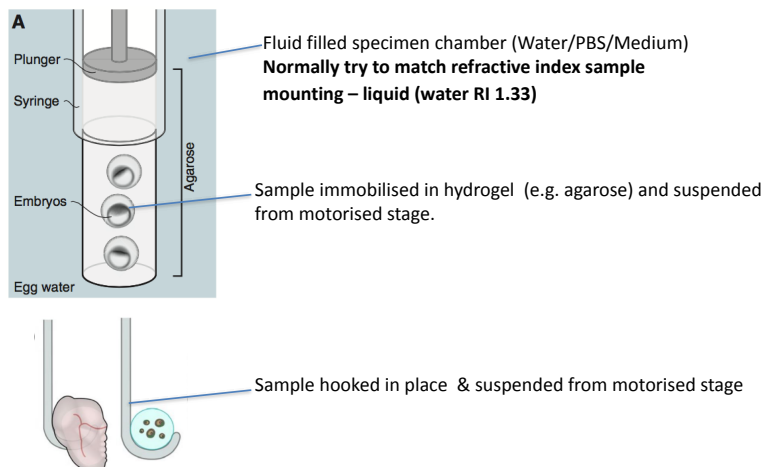 A
Plunger
Syringe
Embryos
Egg water
Agarose
Fluid filled specimen chamber (Water/PBS/Medium)
Normally try to match refractive index sample
mounting – liquid (water RI 1.33)
Sample immobilised in hydrogel  (e.g. agarose) and suspended
from motorised stage.
Sample hooked in place  & suspended from motorised stage